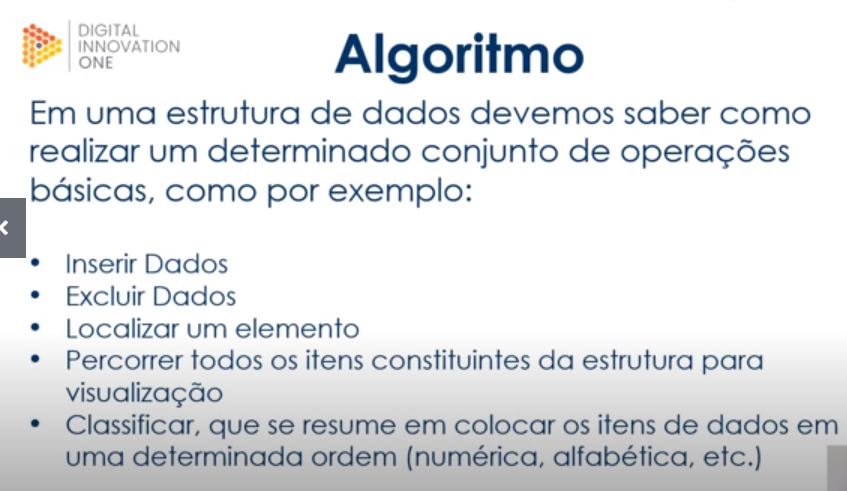 DIGITAL
INNOVATION
ONE
Algoritmo
Em uma estrutura de dados devemos saber como
realizar um determinado conjunto de operações
básicas, como por exemplo:
• Inserir Dados
• Excluir Dados
• Localizar um elemento
• Percorrer todos os itens constituintes da estrutura para
visualização
• Classificar, que se resume em colocar os itens de dados em
uma determinada ordem (numérica, alfabética, etc.)